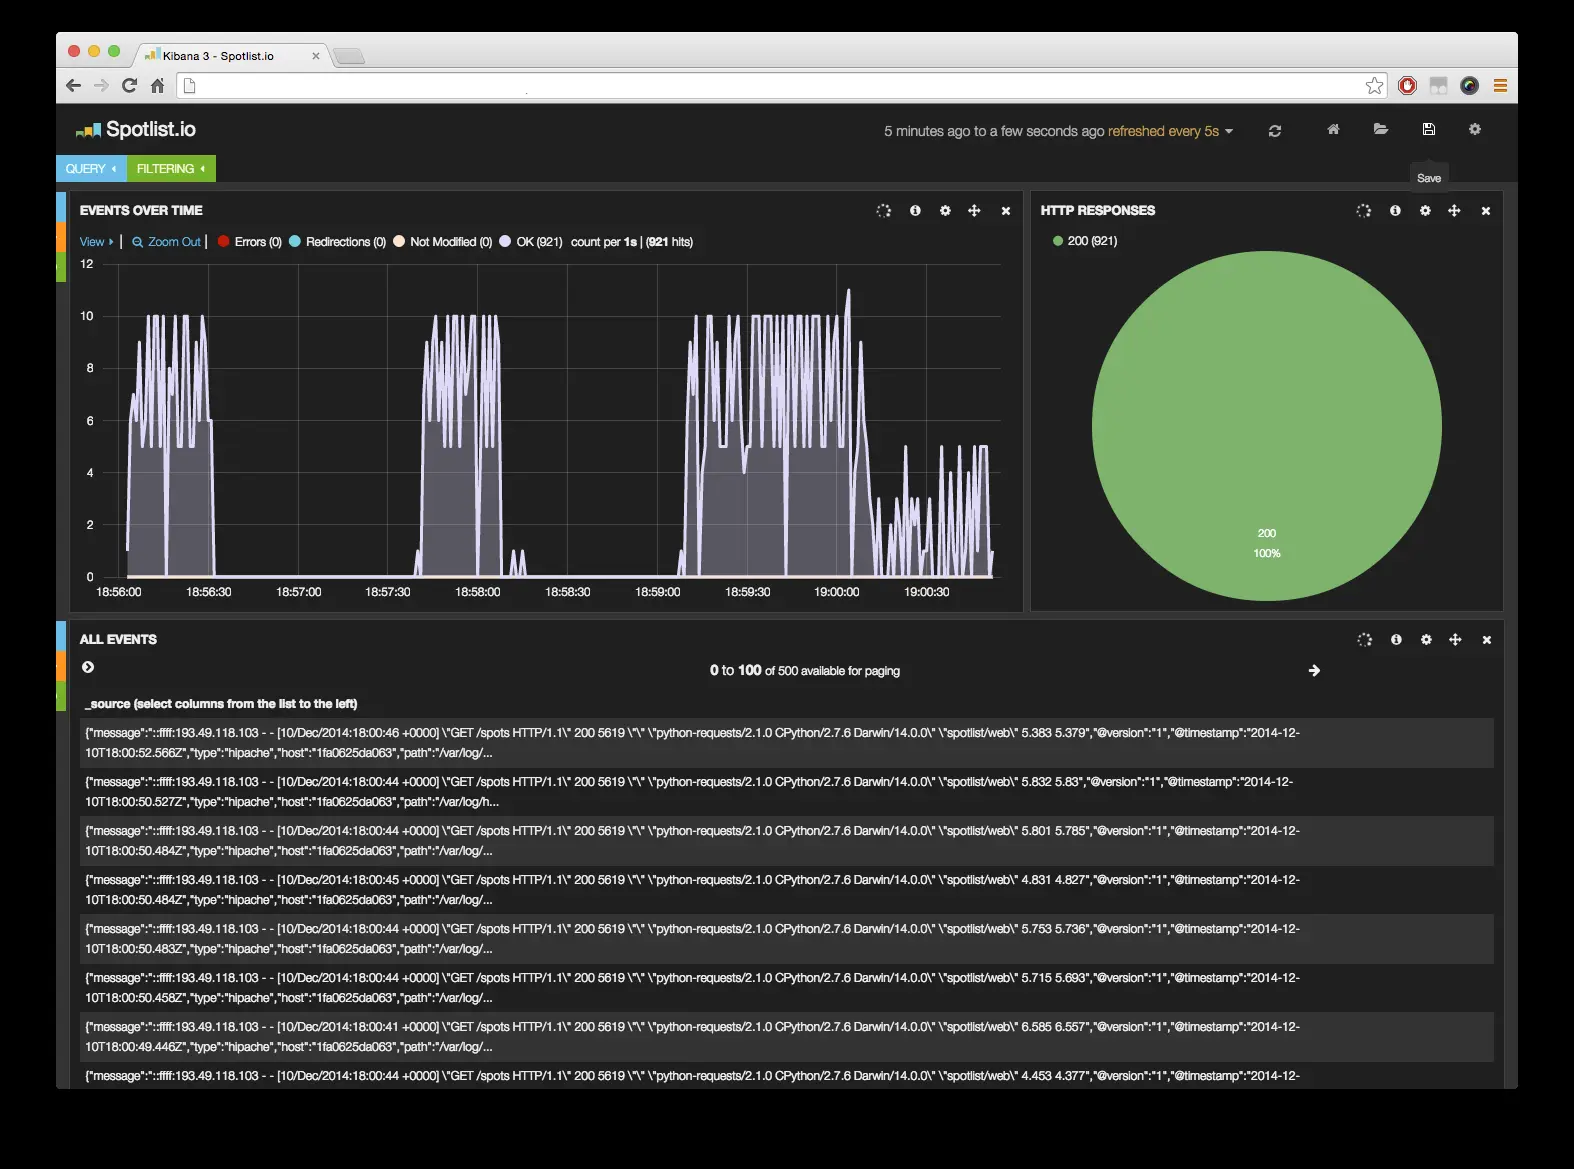 Kibana 3 - Spotlist.io
Spotlist.io
5 minutes ago to a few seconds ago refreshed every 5s
QUERY
FILTERING
Save
EVENTS OVER TIME
View | Zoom Out | Errors (0) Redirections (0) Not Modified (0) OK (921) count per 1s | (921 hits)
12
10
8
6
4
2
0
18:56:00 18:56:30 18:57:00 18:57:30 18:58:00 18:58:30 18:59:00 18:59:30 19:00:00 19:00:30
HTTP RESPONSES
200 (921)
200
100%
ALL EVENTS
0 to 100 of 500 available for paging
_source (select columns from the list to the left)
{"message":"::ffff:193.49.118.103 - - [10/Dec/2014:18:00:46 +0000] \"GET /spots HTTP/1.1\" 200 5619 \"\" \"python-requests/2.1.0 CPython/2.7.6 Darwin/14.0.0\" \"spotlist/web\" 5.383 5.379","@version":"1","@timestamp":"2014-12-
10T18:00:52.566Z","type":"hipache","host":"1fa0625da063","path":"/var/log/...
{"message":"::ffff:193.49.118.103 - - [10/Dec/2014:18:00:44 +0000] \"GET /spots HTTP/1.1\" 200 5619 \"\" \"python-requests/2.1.0 CPython/2.7.6 Darwin/14.0.0\" \"spotlist/web\" 5.832 5.83","@version":"1","@timestamp":"2014-12-
10T18:00:50.527Z","type":"hipache","host":"1fa0625da063","path":"/var/log/h...
{"message":"::ffff:193.49.118.103 - - [10/Dec/2014:18:00:44 +0000] \"GET /spots HTTP/1.1\" 200 5619 \"\" \"python-requests/2.1.0 CPython/2.7.6 Darwin/14.0.0\" \"spotlist/web\" 5.801 5.785","@version":"1","@timestamp":"2014-12-
10T18:00:50.484Z","type":"hipache","host":"1fa0625da063","path":"/var/log/...
{"message":"::ffff:193.49.118.103 - - [10/Dec/2014:18:00:45 +0000] \"GET /spots HTTP/1.1\" 200 5619 \"\" \"python-requests/2.1.0 CPython/2.7.6 Darwin/14.0.0\" \"spotlist/web\" 4.831 4.827","@version":"1","@timestamp":"2014-12-
10T18:00:50.484Z","type":"hipache","host":"1fa0625da063","path":"/var/log/...
{"message":"::ffff:193.49.118.103 - - [10/Dec/2014:18:00:44 +0000] \"GET /spots HTTP/1.1\" 200 5619 \"\" \"python-requests/2.1.0 CPython/2.7.6 Darwin/14.0.0\" \"spotlist/web\" 5.753 5.736","@version":"1","@timestamp":"2014-12-
10T18:00:50.483Z","type":"hipache","host":"1fa0625da063","path":"/var/log/...
{"message":"::ffff:193.49.118.103 - - [10/Dec/2014:18:00:44 +0000] \"GET /spots HTTP/1.1\" 200 5619 \"\" \"python-requests/2.1.0 CPython/2.7.6 Darwin/14.0.0\" \"spotlist/web\" 5.715 5.693","@version":"1","@timestamp":"2014-12-
10T18:00:50.458Z","type":"hipache","host":"1fa0625da063","path":"/var/log/...
{"message":"::ffff:193.49.118.103 - - [10/Dec/2014:18:00:41 +0000] \"GET /spots HTTP/1.1\" 200 5619 \"\" \"python-requests/2.1.0 CPython/2.7.6 Darwin/14.0.0\" \"spotlist/web\" 6.585 6.557","@version":"1","@timestamp":"2014-12-
10T18:00:49.446Z","type":"hipache","host":"1fa0625da063","path":"/var/log/...
{"message":"::ffff:193.49.118.103 - - [10/Dec/2014:18:00:44 +0000] \"GET /spots HTTP/1.1\" 200 5619 \"\" \"python-requests/2.1.0 CPython/2.7.6 Darwin/14.0.0\" \"spotlist/web\" 4.453 4.377","@version":"1","@timestamp":"2014-12-